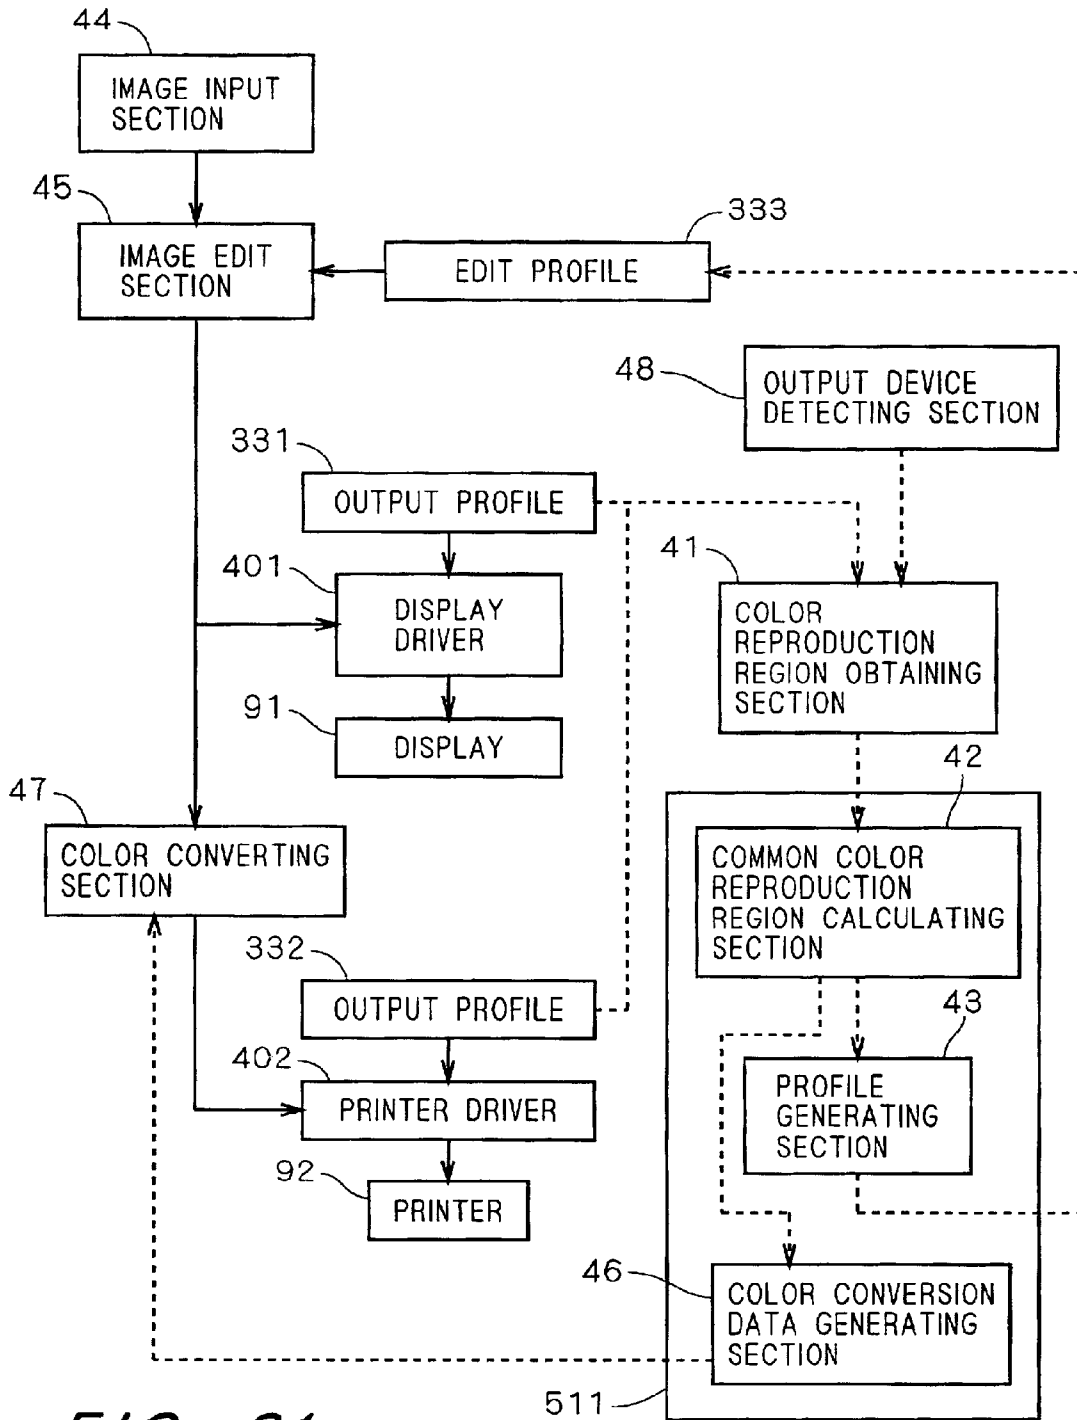 44
IMAGE INPUT
SECTION
45
IMAGE EDIT
SECTION
333
EDIT PROFILE
48
OUTPUT DEVICE
DETECTING SECTION
331
OUTPUT PROFILE
401
DISPLAY
DRIVER
91
DISPLAY
41
COLOR
REPRODUCTION
REGION OBTAINING
SECTION
47
COLOR CONVERTING
SECTION
42
COMMON COLOR
REPRODUCTION
REGION CALCULATING
SECTION
332
OUTPUT PROFILE
402
PRINTER DRIVER
92
PRINTER
43
PROFILE
GENERATING
SECTION
46
COLOR CONVERSION
DATA GENERATING
SECTION
511